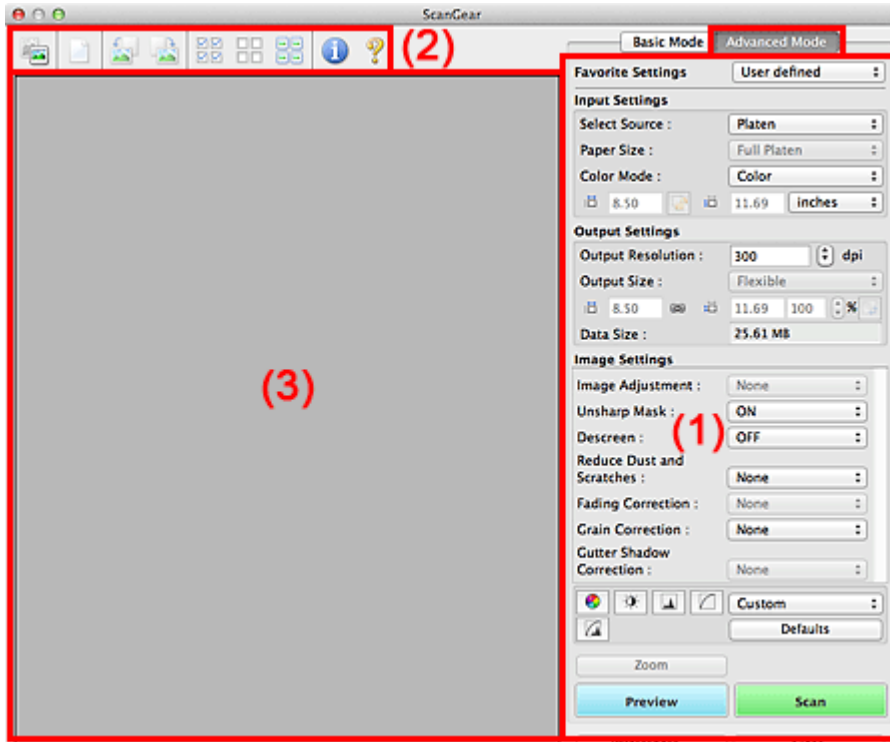 ScanGear
(2)
Basic Mode Advanced Mode
Favorite Settings User defined
Input Settings
Select Source : Platen
Paper Size : Full Platen
Color Mode : Color
8.50 11.69 inches
Output Settings
Output Resolution : 300 dpi
Output Size : Flexible
8.50 11.69 100 %
Data Size : 25.61 MB
Image Settings
Image Adjustment : None
Unsharp Mask : ON
(3)
(1)
Descreen : OFF
Reduce Dust and
Scratches : None
Fading Correction : None
Grain Correction : None
Gutter Shadow
Correction : None
Custom
Defaults
Zoom
Preview Scan